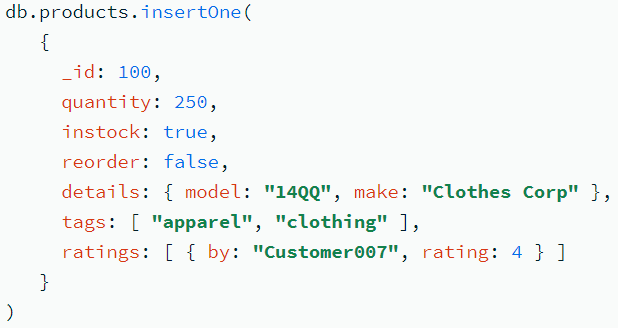 db.products.insertOne(
{
_id: 100,
quantity: 250,
instock: true,
reorder: false,
details: { model: "14QQ", make: "Clothes Corp" },
tags: [ "apparel", "clothing" ],
ratings: [ { by: "Customer007", rating: 4 } ]
}
)